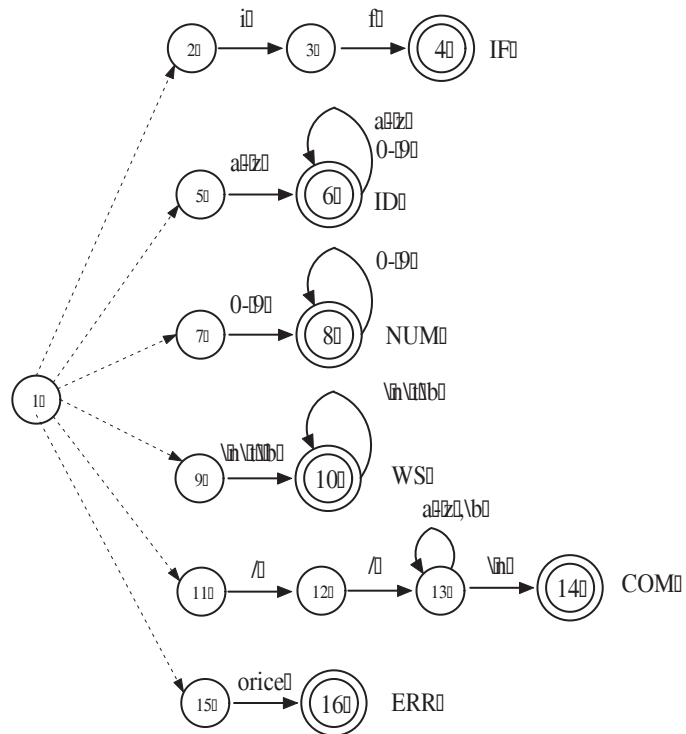 i f
2 3 4 IF
a-z
0-9
a-z
5 6 ID
0-9
0-9
7 8 NUM
1
\n\t\b
\n\t\b
9 10 WS
a-z,\b
/ / \n
11 12 13 14 COM
orice
15 16 ERR